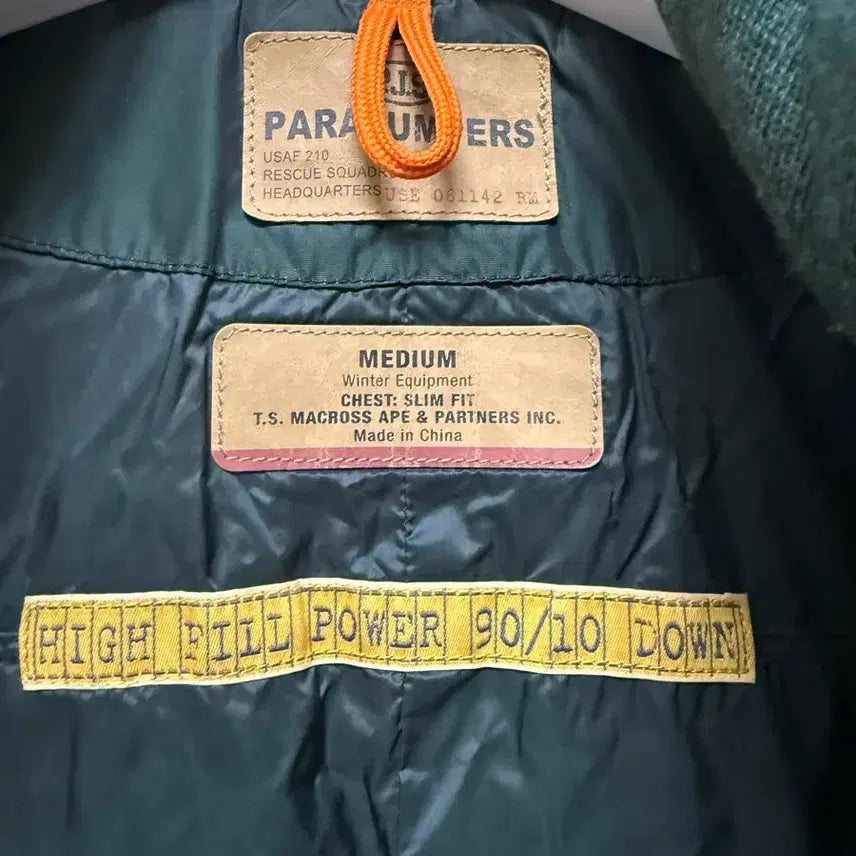 P.J.S
PARAJUMPERS
USAF 210
RESCUE SQUADR
HEADQUARTERS USE 061142 RM
MEDIUM
Winter Equipment
CHEST: SLIM FIT
T.S. MACROSS APE & PARTNERS INC.
Made in China
HIGH FILL POWER 90/10 DOWN